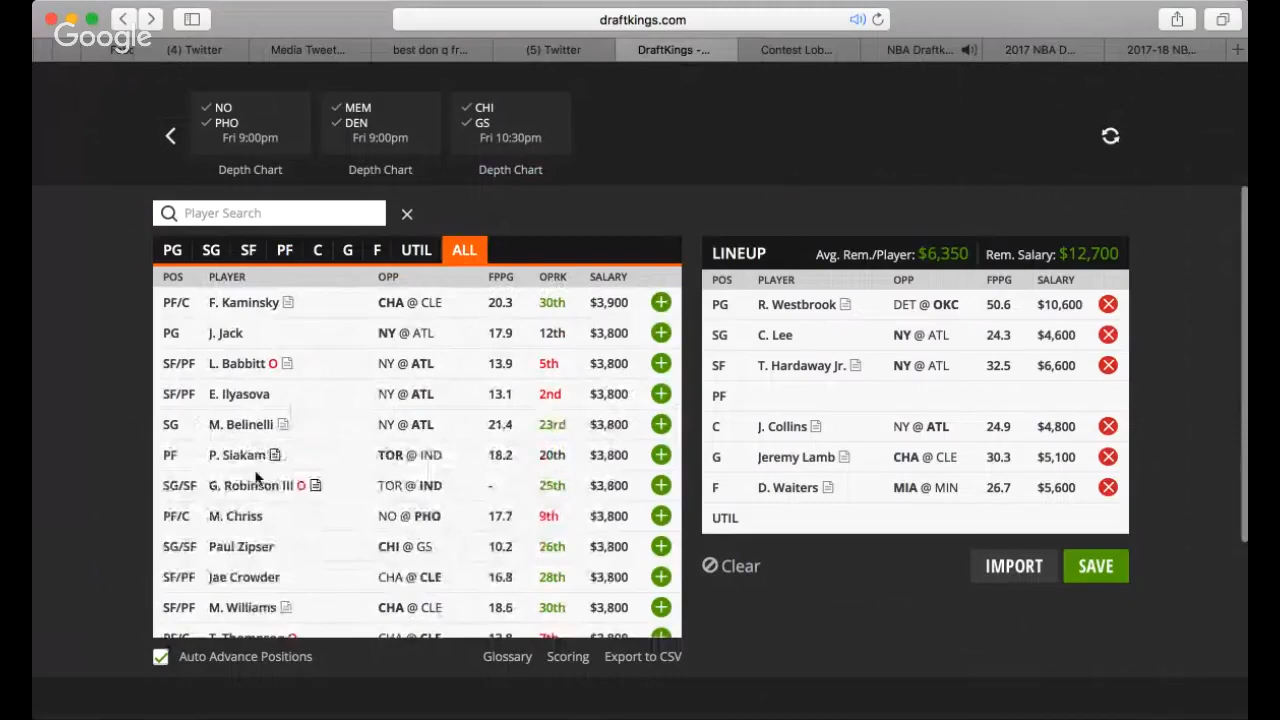 draftkings.com
Google
(4) Twitter
Media Tweet...
best don q fr...
(5) Twitter
DraftKings -...
Contest Lob...
NBA Draftk...
2017 NBA D...
2017-18 NB...
NO
PHO
Fri 9:00pm
Depth Chart
MEM
DEN
Fri 9:00pm
Depth Chart
CHI
GS
Fri 10:30pm
Depth Chart
Player Search
PG SG SF PF C G F UTIL ALL
POS PLAYER OPP FPPG OPRK SALARY
PF/C F. Kaminsky CHA @ CLE 20.3 30th $3,900
PG J. Jack NY @ ATL 17.9 12th $3,800
SF/PF L. Babbitt O NY @ ATL 13.9 5th $3,800
SF/PF E. Ilyasova NY @ ATL 13.1 2nd $3,800
SG M. Belinelli NY @ ATL 21.4 23rd $3,800
PF P. Siakam TOR @ IND 18.2 20th $3,800
SG/SF G. Robinson III O TOR @ IND - 25th $3,800
PF/C M. Chriss NO @ PHO 17.7 9th $3,800
SG/SF Paul Zipser CHI @ GS 10.2 26th $3,800
SF/PF Jae Crowder CHA @ CLE 16.8 28th $3,800
SF/PF M. Williams CHA @ CLE 18.6 30th $3,800
PF/C T. Thompson O CHA @ CLE 13.8 7th $3,800
Auto Advance Positions
Glossary Scoring Export to CSV
LINEUP Avg. Rem./Player: $6,350 Rem. Salary: $12,700
POS PLAYER OPP FPPG SALARY
PG R. Westbrook DET @ OKC 50.6 $10,600
SG C. Lee NY @ ATL 24.3 $4,600
SF T. Hardaway Jr. NY @ ATL 32.5 $6,600
PF
C J. Collins NY @ ATL 24.9 $4,800
G Jeremy Lamb CHA @ CLE 30.3 $5,100
F D. Waiters MIA @ MIN 26.7 $5,600
UTIL
Clear
IMPORT
SAVE